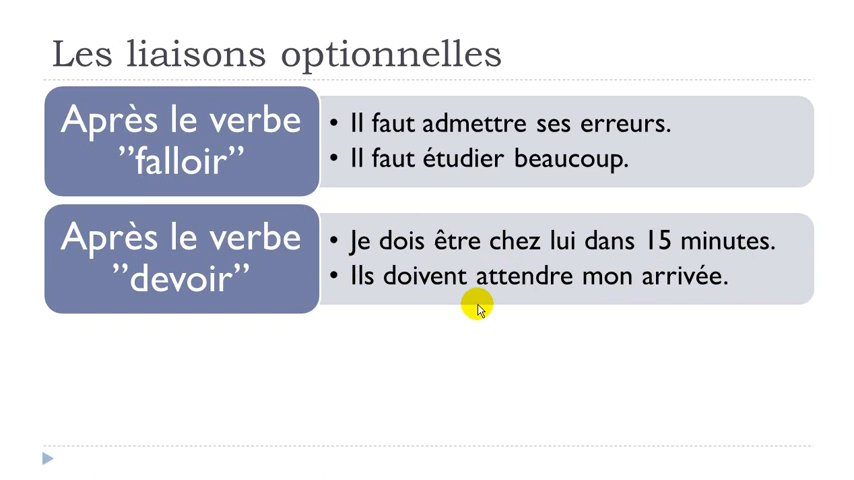 Les liaisons optionnelles
Après le verbe
”falloir”
• Il faut admettre ses erreurs.
• Il faut étudier beaucoup.
Après le verbe
”devoir”
• Je dois être chez lui dans 15 minutes.
• Ils doivent attendre mon arrivée.